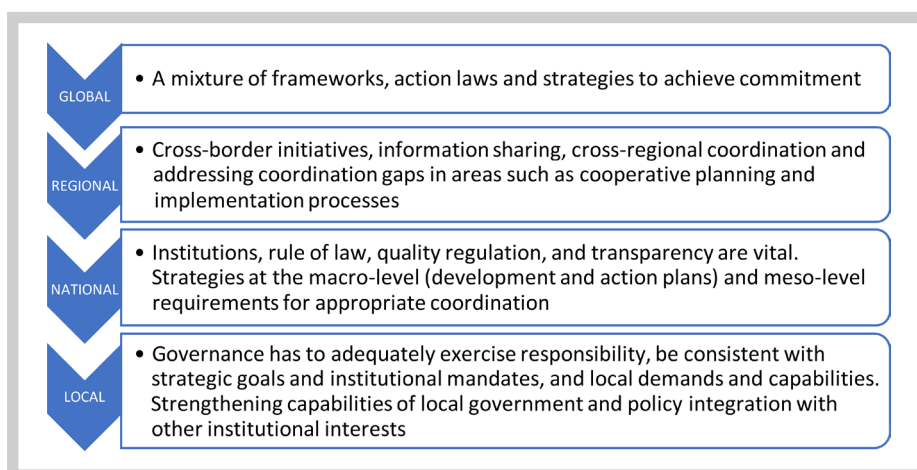 GLOBAL
• A mixture of frameworks, action laws and strategies to achieve commitment
REGIONAL
• Cross-border initiatives, information sharing, cross-regional coordination and
addressing coordination gaps in areas such as cooperative planning and
implementation processes
NATIONAL
• Institutions, rule of law, quality regulation, and transparency are vital.
Strategies at the macro-level (development and action plans) and meso-level
requirements for appropriate coordination
LOCAL
• Governance has to adequately exercise responsibility, be consistent with
strategic goals and institutional mandates, and local demands and capabilities.
Strengthening capabilities of local government and policy integration with
other institutional interests